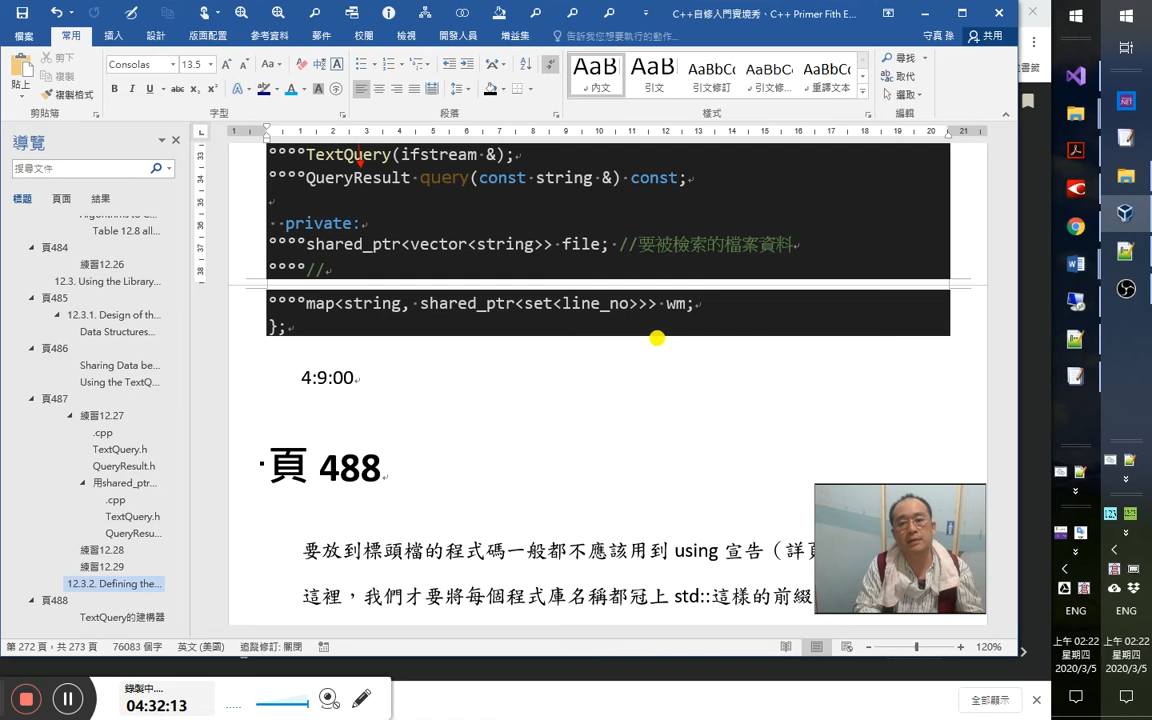 C++自修入門實境秀、C++ Primer Fith E...
檔案 常用 插入 設計 版面配置 參考資料 郵件 校閱 檢視 開發人員 增益集 告訴我您想要執行的動作... 守真 孫 共用
貼上 剪下 複製 複製格式 剪貼簿
Consolas 13.5 字型 段落
AaB 內文 AaB 引文 AaBbC 引文修訂 AaBbC 引文修... AaBbC 重譯文本 樣式
尋找 取代 選取 編輯
導覽
搜尋文件
標題 頁面 結果
Table 12.8 all...
頁484
練習12.26
12.3. Using the Library...
頁485
12.3.1. Design of th...
Data Structures...
頁486
Sharing Data be...
Using the TextQ...
頁487
練習12.27
.cpp
TextQuery.h
QueryResult.h
用shared_ptr...
.cpp
TextQuery.h
QueryResu...
練習12.28
練習12.29
12.3.2. Defining the...
頁488
TextQuery的建構器
TextQuery(ifstream &);
QueryResult query(const string &) const;
private:
shared_ptr<vector<string>> file; //要被檢索的檔案資料
//
map<string, shared_ptr<set<line_no>>> wm;
};
4:9:00
頁 488
要放到標頭檔的程式碼一般都不應該用到 using 宣告（詳
這裡，我們才要將每個程式庫名稱都冠上 std::這樣的前綴
第 272 頁，共 273 頁 76083 個字 英文 (美國) 追蹤修訂: 關閉 120%
錄製中....
04:32:13
全部顯示
ENG ENG
上午 02:22 上午 02:22
星期四 星期四
2020/3/5 2020/3/5